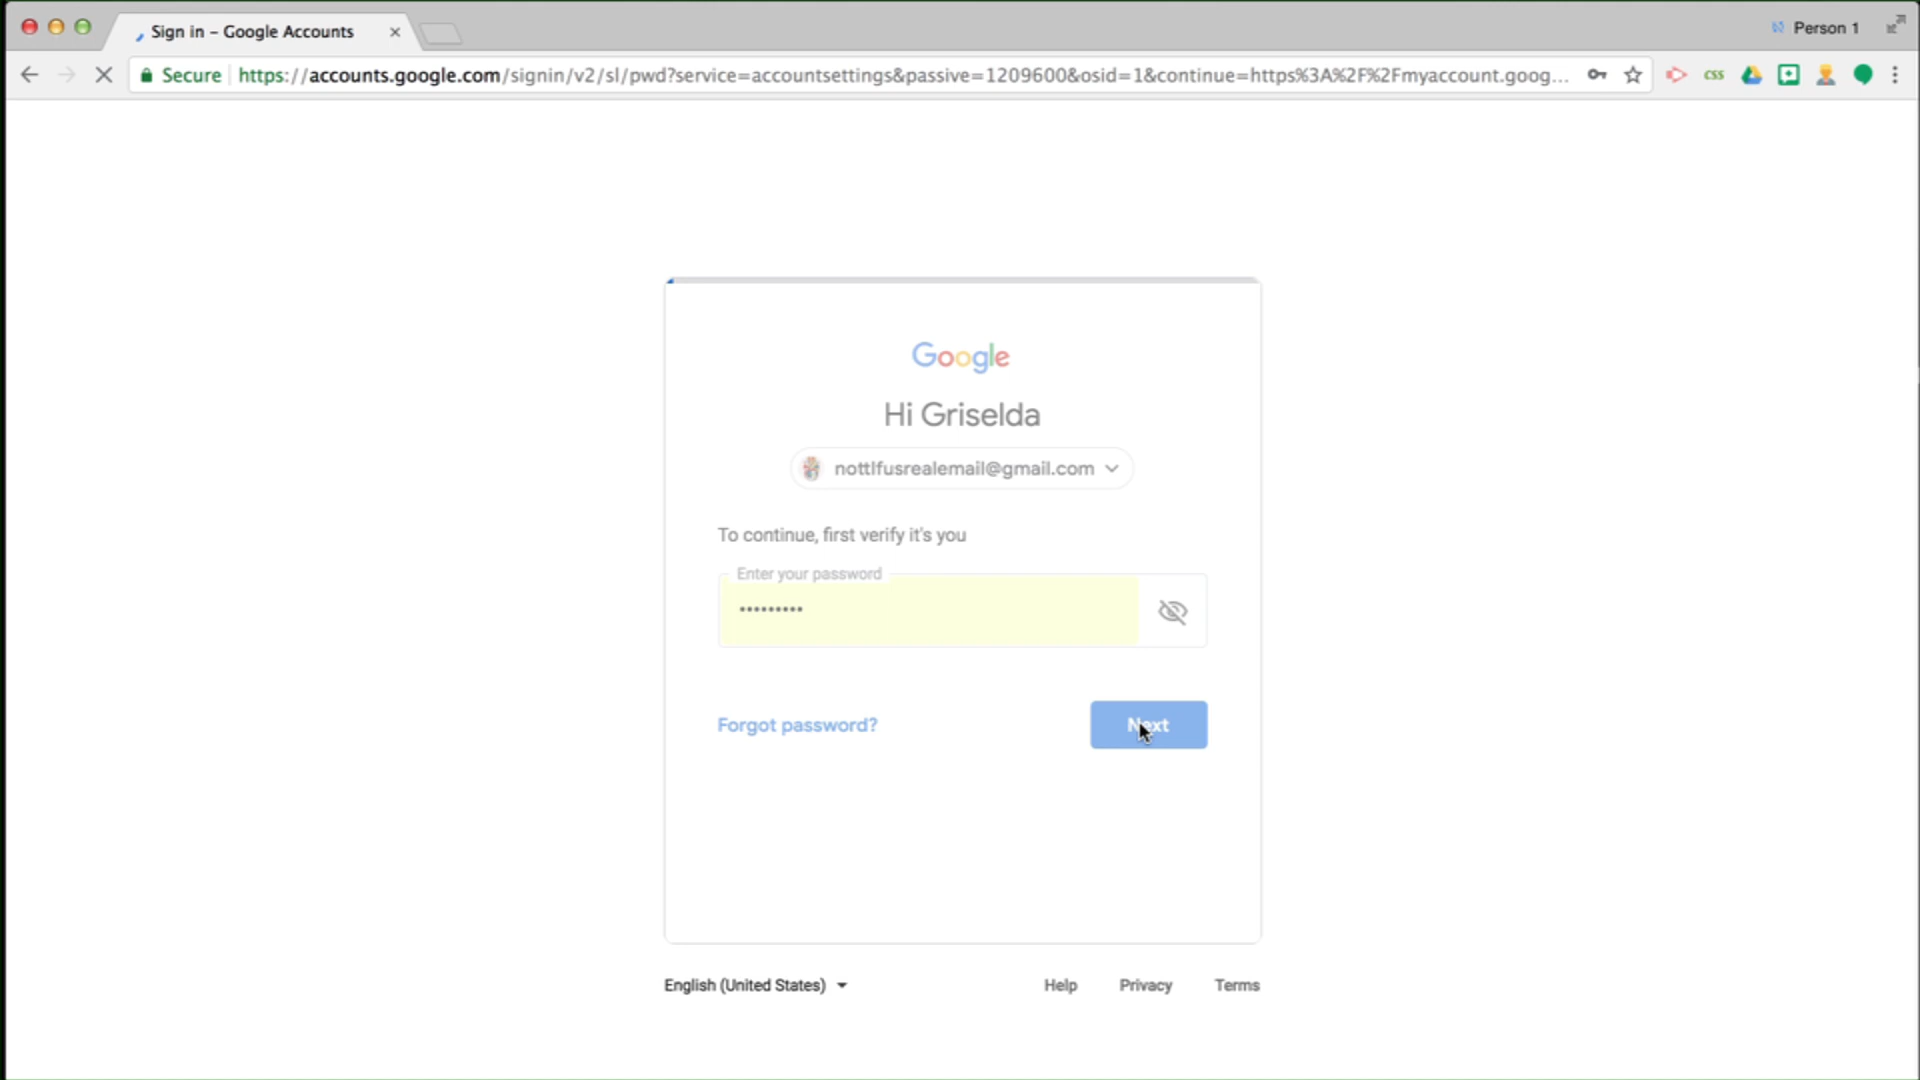 Sign in – Google Accounts
Person 1
Secure https://accounts.google.com/signin/v2/sl/pwd?service=accountsettings&passive=1209600&osid=1&continue=https%3A%2F%2Fmyaccount.goog...
css
Google
Hi Griselda
nottlfusrealemail@gmail.com
To continue, first verify it's you
Enter your password
•••••••••
Forgot password?
Next
English (United States)
Help Privacy Terms